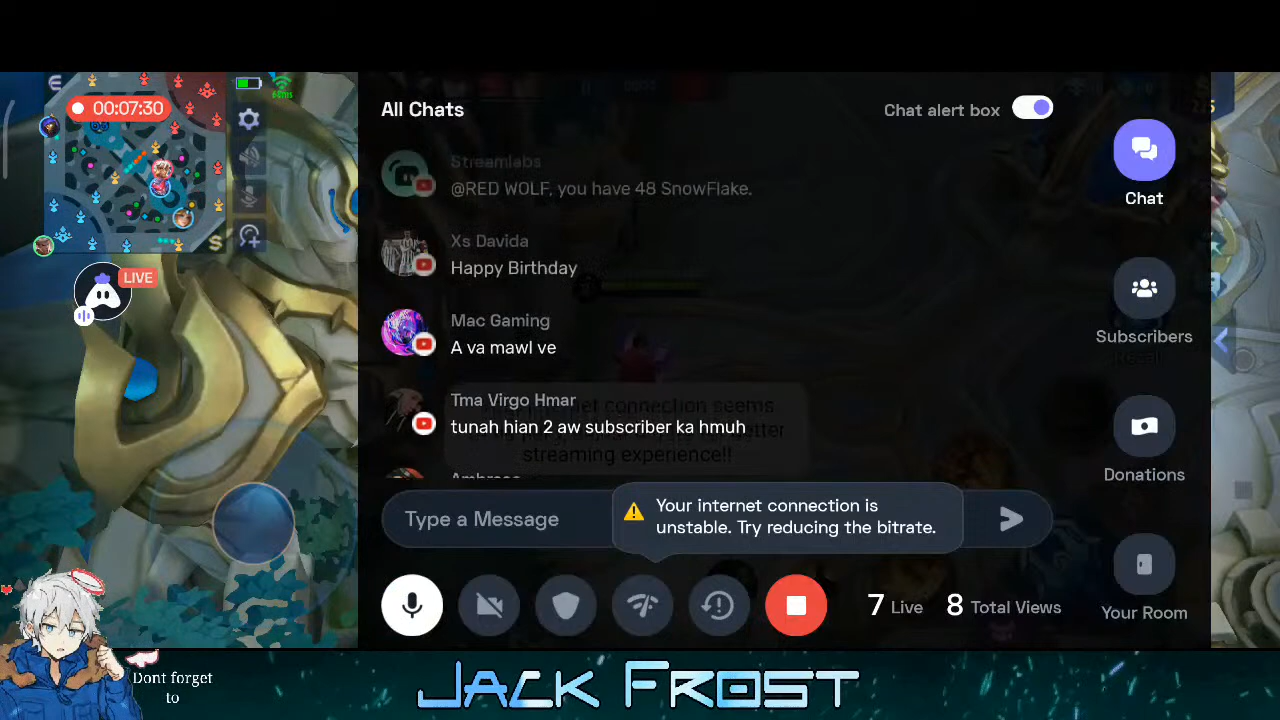 00:07:30
LIVE
All Chats
Chat alert box
Streamlabs
@RED WOLF, you have 48 SnowFlake.
Xs Davida
Happy Birthday
Mac Gaming
A va mawl ve
Tma Virgo Hmar
tunah hian 2 aw subscriber ka hmuh
streaming experience!!
Type a Message
Your internet connection is
unstable. Try reducing the bitrate.
7 Live 8 Total Views
Chat
Subscribers
Donations
Your Room
Dont forget
to
JACK FROST